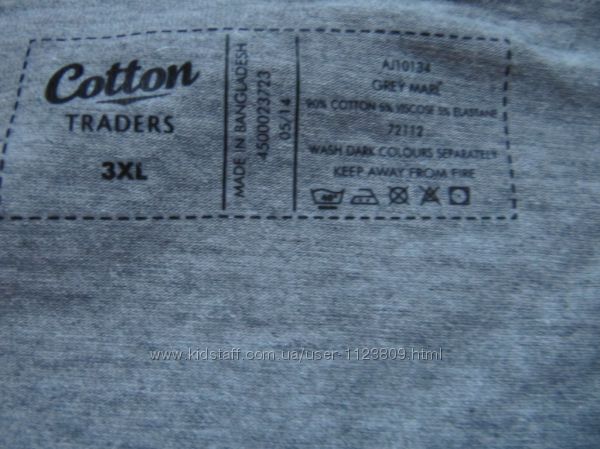 Cotton
TRADERS
3XL
MADE IN BANGLADESH
4500023723
05/14
AJ10134
GREY MARL
90% COTTON 5% VISCOSE 5% ELASTANE
72112
WASH DARK COLOURS SEPARATELY
KEEP AWAY FROM FIRE
www.kidstaff.com.ua/user-1123809.html